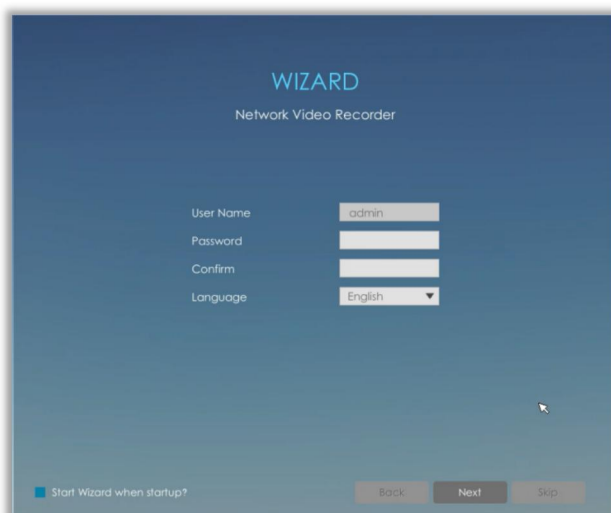 WIZARD
Network Video Recorder
User Name admin
Password
Confirm
Language English
Start Wizard when startup? Back Next Skip